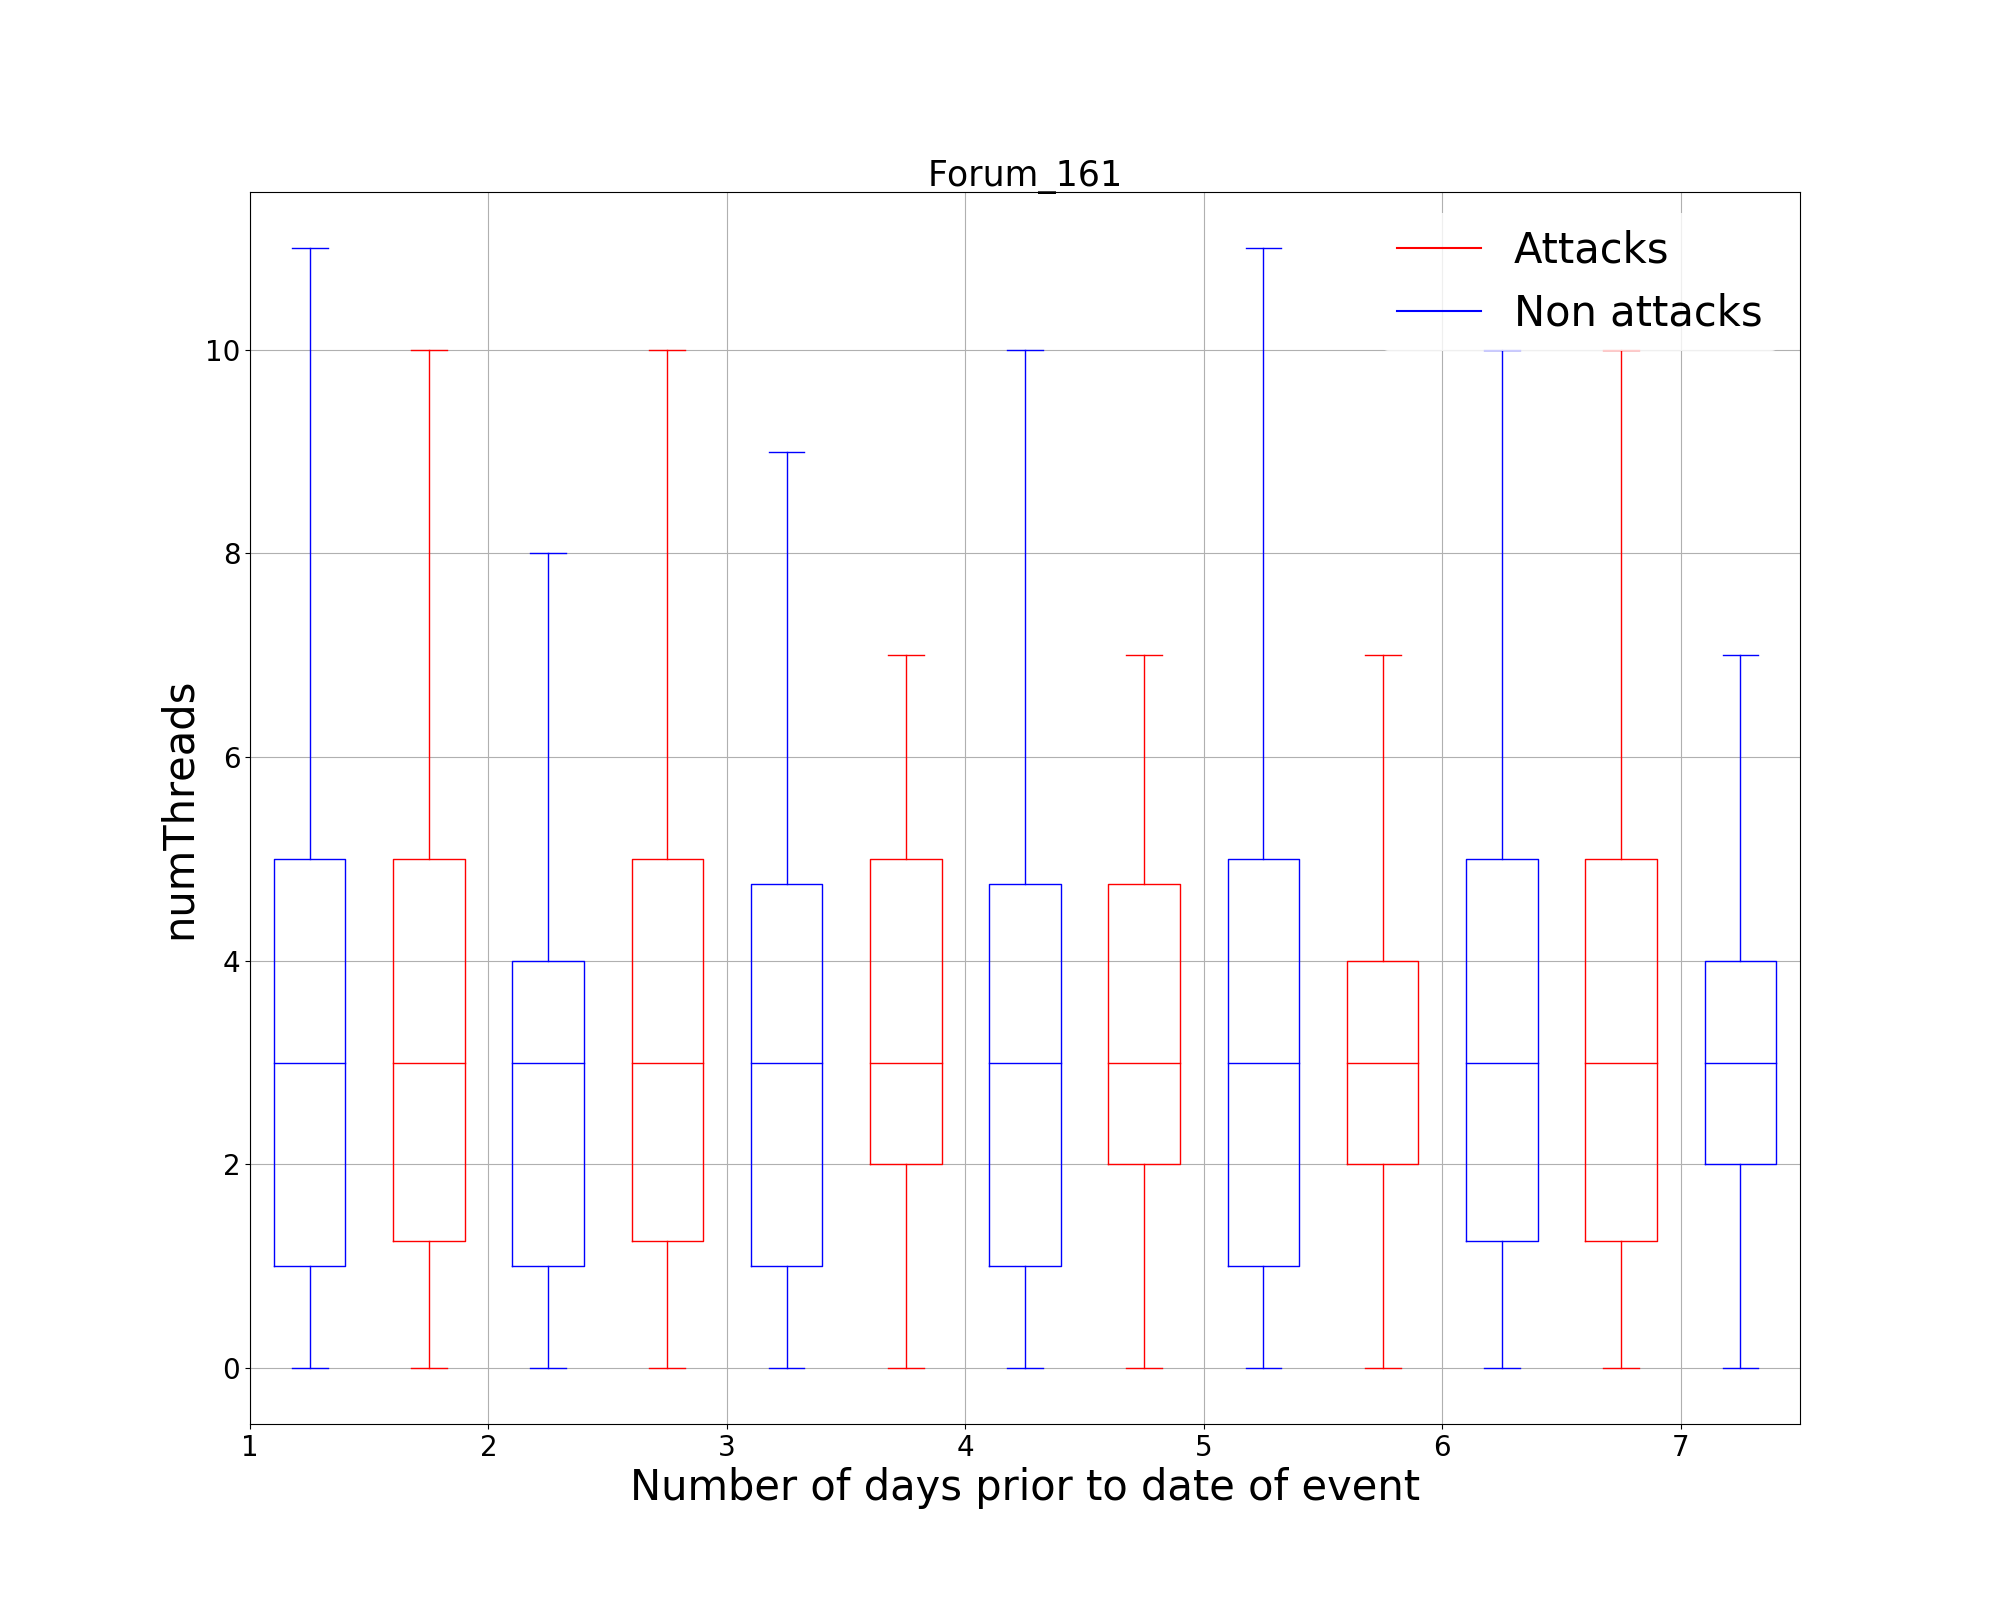 Forum_161
Attacks
Non attacks
numThreads
10
8
6
4
2
0
1 2 3 4 5 6 7
Number of days prior to date of event